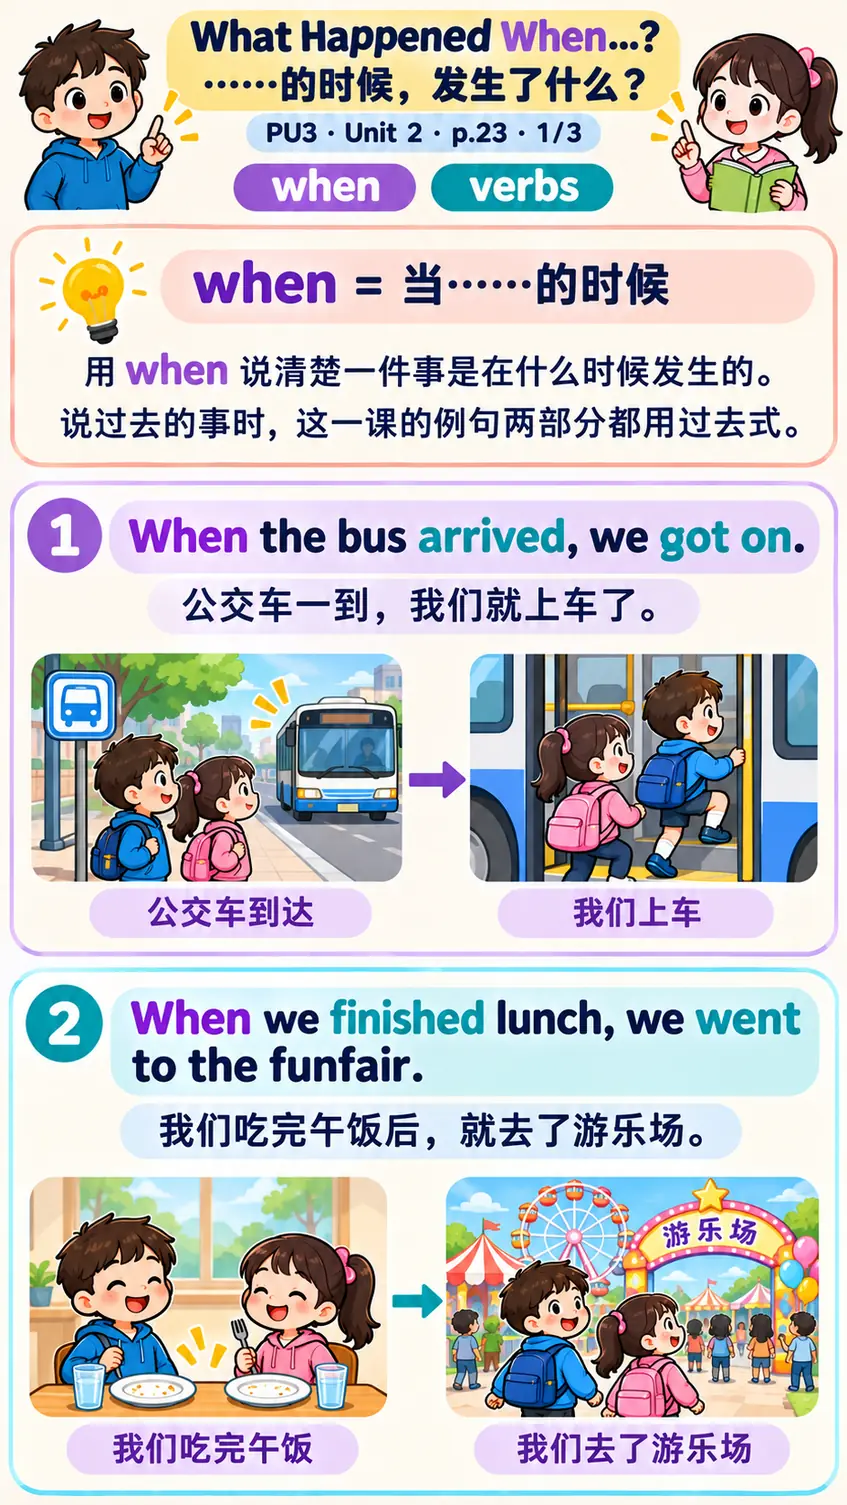 What Happened When...?
……的时候，发生了什么？
PU3 · Unit 2 · p.23 · 1/3
when
verbs
when = 当……的时候
用 when 说清楚一件事是在什么时候发生的。
说过去的事时，这一课的例句两部分都用过去式。
1
When the bus arrived, we got on.
公交车一到，我们就上车了。
公交车到达
我们上车
2
When we finished lunch, we went
to the funfair.
我们吃完午饭后，就去了游乐场。
游乐场
我们吃完午饭
我们去了游乐场